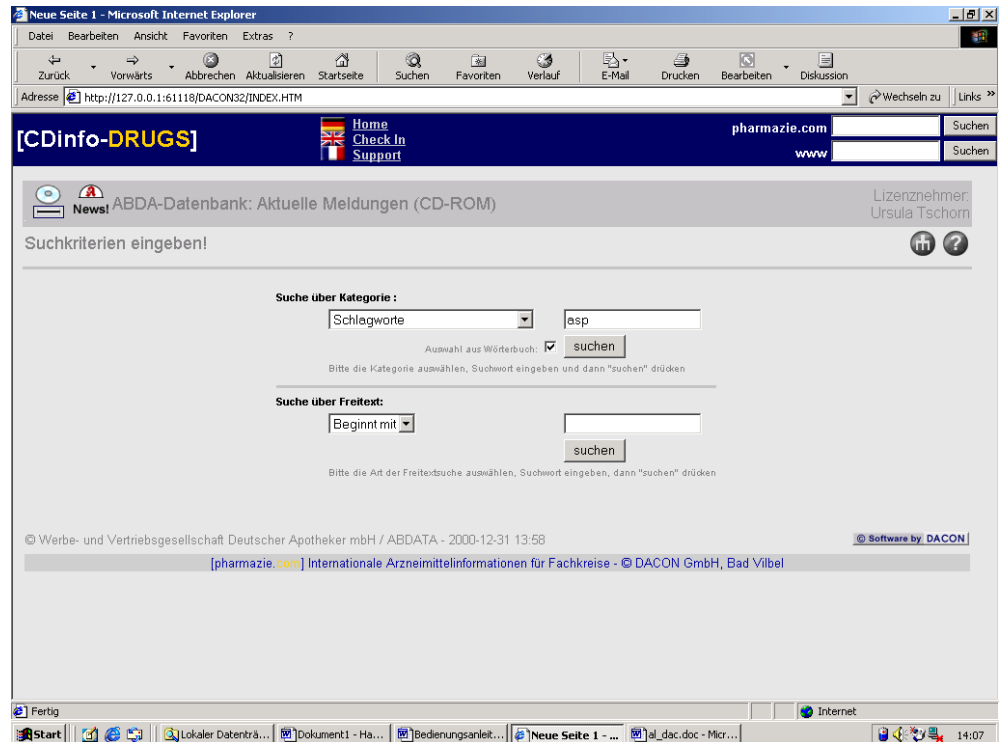 Neue Seite 1 - Microsoft Internet Explorer
Datei Bearbeiten Ansicht Favoriten Extras ?
Zurück Vorwärts Abbrechen Aktualisieren Startseite Suchen Favoriten Verlauf E-Mail Drucken Bearbeiten Diskussion
Adresse http://127.0.0.1:61118/DACON32/INDEX.HTM Wechseln zu Links »
[CDinfo-DRUGS]
Home
Check In
Support
pharmazie.com Suchen
www Suchen
News! ABDA-Datenbank: Aktuelle Meldungen (CD-ROM)
Lizenznehmer:
Ursula Tschorn
Suchkriterien eingeben!
?
Suche über Kategorie :
Schlagworte asp
Auswahl aus Wörterbuch: suchen
Bitte die Kategorie auswählen, Suchwort eingeben und dann "suchen" drücken
Suche über Freitext:
Beginnt mit
suchen
Bitte die Art der Freitextsuche auswählen, Suchwort eingeben, dann "suchen" drücken
© Werbe- und Vertriebsgesellschaft Deutscher Apotheker mbH / ABDATA - 2000-12-31 13:58
© Software by DACON
[pharmazie.com] Internationale Arzneimittelinformationen für Fachkreise - © DACON GmbH, Bad Vilbel
Fertig Internet
Start Lokaler Datenträ... Dokument1 - Ha... Bedienungsanleit... Neue Seite 1 - ... al_dac.doc - Micr... 14:07